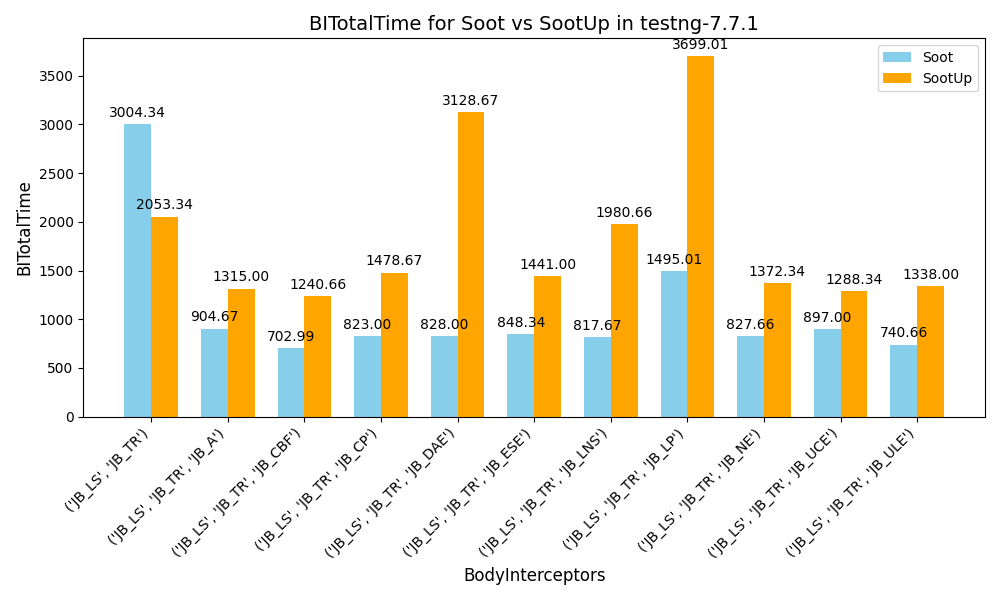 BITotalTime for Soot vs SootUp in testng-7.7.1
Soot
SootUp
BITotalTime
3500
3000
2500
2000
1500
1000
500
0
3004.34
2053.34
904.67
1315.00
702.99
1240.66
823.00
1478.67
828.00
3128.67
848.34
1441.00
817.67
1980.66
1495.01
3699.01
827.66
1372.34
897.00
1288.34
740.66
1338.00
('JB_LS', 'JB_TR')
('JB_LS', 'JB_TR', 'JB_A')
('JB_LS', 'JB_TR', 'JB_CBF')
('JB_LS', 'JB_TR', 'JB_CP')
('JB_LS', 'JB_TR', 'JB_DAE')
('JB_LS', 'JB_TR', 'JB_ESE')
('JB_LS', 'JB_TR', 'JB_LNS')
('JB_LS', 'JB_TR', 'JB_LP')
('JB_LS', 'JB_TR', 'JB_NE')
('JB_LS', 'JB_TR', 'JB_UCE')
('JB_LS', 'JB_TR', 'JB_ULE')
BodyInterceptors